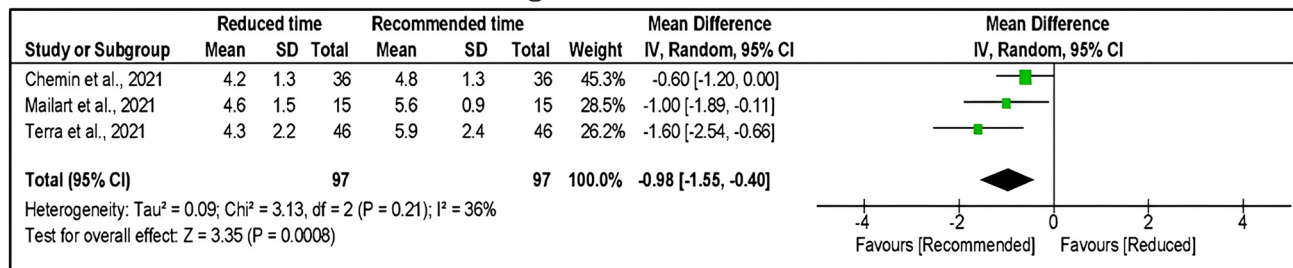 Reduced time Recommended time Mean Difference Mean Difference
Study or Subgroup Mean SD Total Mean SD Total Weight IV, Random, 95% CI IV, Random, 95% CI
Chemin et al., 2021 4.2 1.3 36 4.8 1.3 36 45.3% -0.60 [-1.20, 0.00]
Mailart et al., 2021 4.6 1.5 15 5.6 0.9 15 28.5% -1.00 [-1.89, -0.11]
Terra et al., 2021 4.3 2.2 46 5.9 2.4 46 26.2% -1.60 [-2.54, -0.66]
Total (95% CI) 97 97 100.0% -0.98 [-1.55, -0.40]
Heterogeneity: Tau² = 0.09; Chi² = 3.13, df = 2 (P = 0.21); I² = 36%
Test for overall effect: Z = 3.35 (P = 0.0008)
-4 -2 0 2 4
Favours [Recommended] Favours [Reduced]